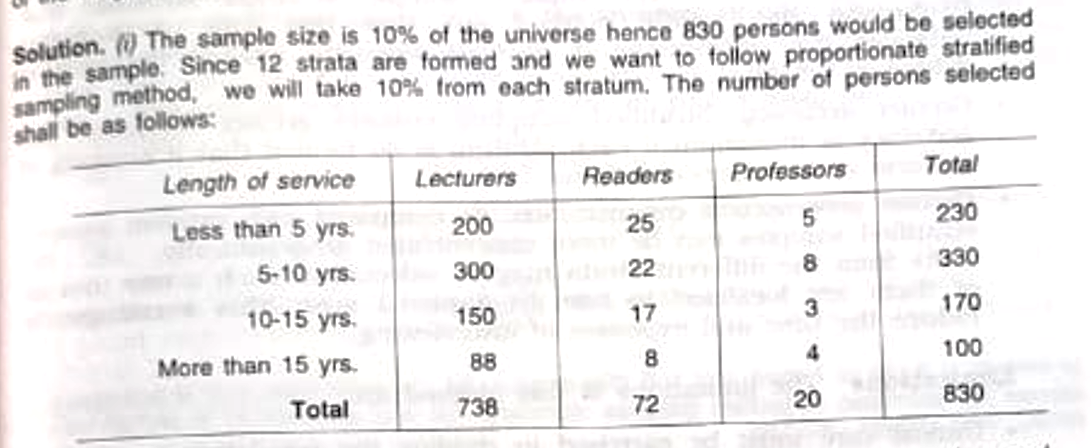 Solution. (i) The sample size is 10% of the universe hence 830 persons would be selected
in the sample. Since 12 strata are formed and we want to follow proportionate stratified
sampling method, we will take 10% from each stratum. The number of persons selected
shall be as follows:
Length of service Lecturers Readers Professors Total
Less than 5 yrs. 200 25 5 230
5-10 yrs. 300 22 8 330
10-15 yrs. 150 17 3 170
More than 15 yrs. 88 8 4 100
Total 738 72 20 830